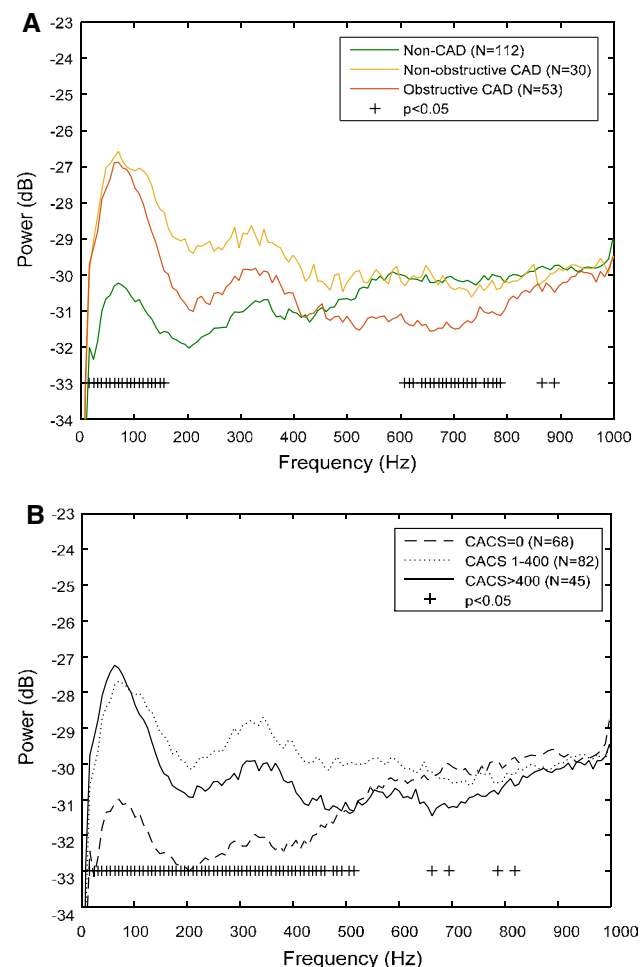 A
-23
-24
-25
-26
-27
-28
-29
-30
-31
-32
-33
-34
Power (dB)
Non-CAD (N=112)
Non-obstructive CAD (N=30)
Obstructive CAD (N=53)
p<0.05
0 100 200 300 400 500 600 700 800 900 1000
Frequency (Hz)
B
-23
-24
-25
-26
-27
-28
-29
-30
-31
-32
-33
-34
Power (dB)
CACS=0 (N=68)
CACS 1-400 (N=82)
CACS>400 (N=45)
p<0.05
0 100 200 300 400 500 600 700 800 900 1000
Frequency (Hz)